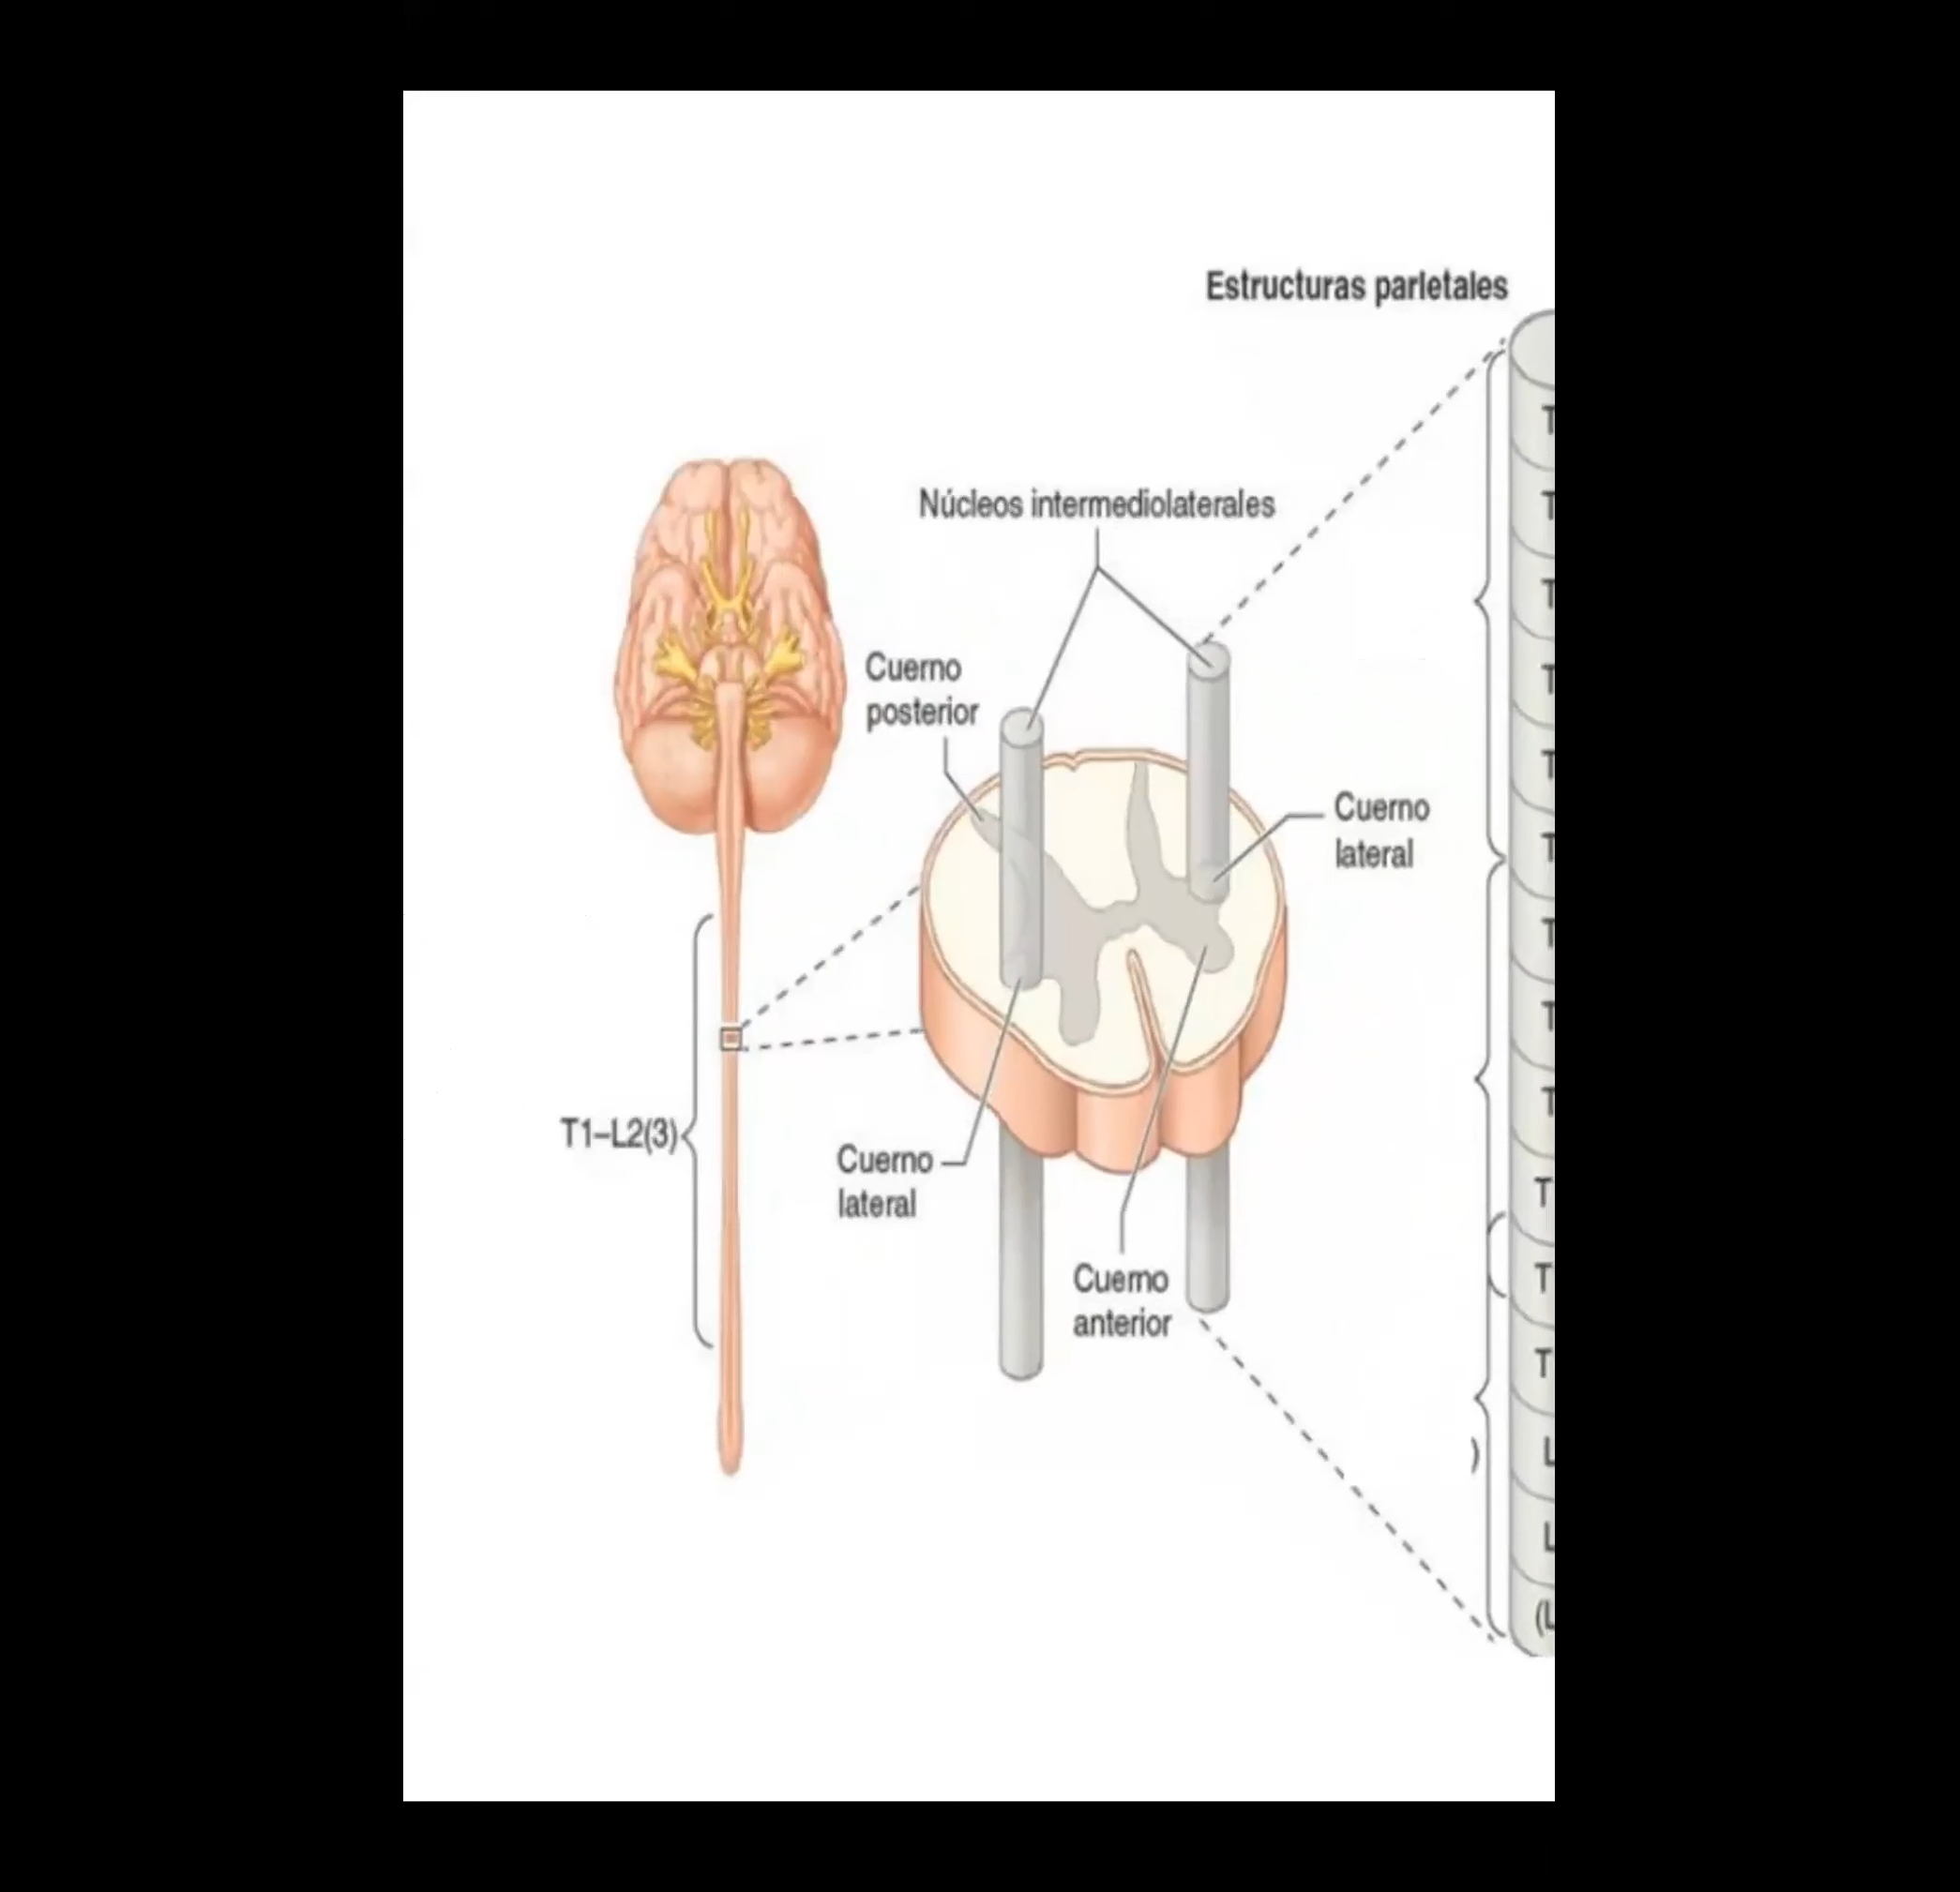 Estructuras parietales
Núcleos intermediolaterales
Cuerno
posterior
Cuerno
lateral
T1–L2(3)
Cuerno
lateral
Cuerno
anterior
T
T
T
T
T
T
T
T
T
T
T
T
L
)
L
(L